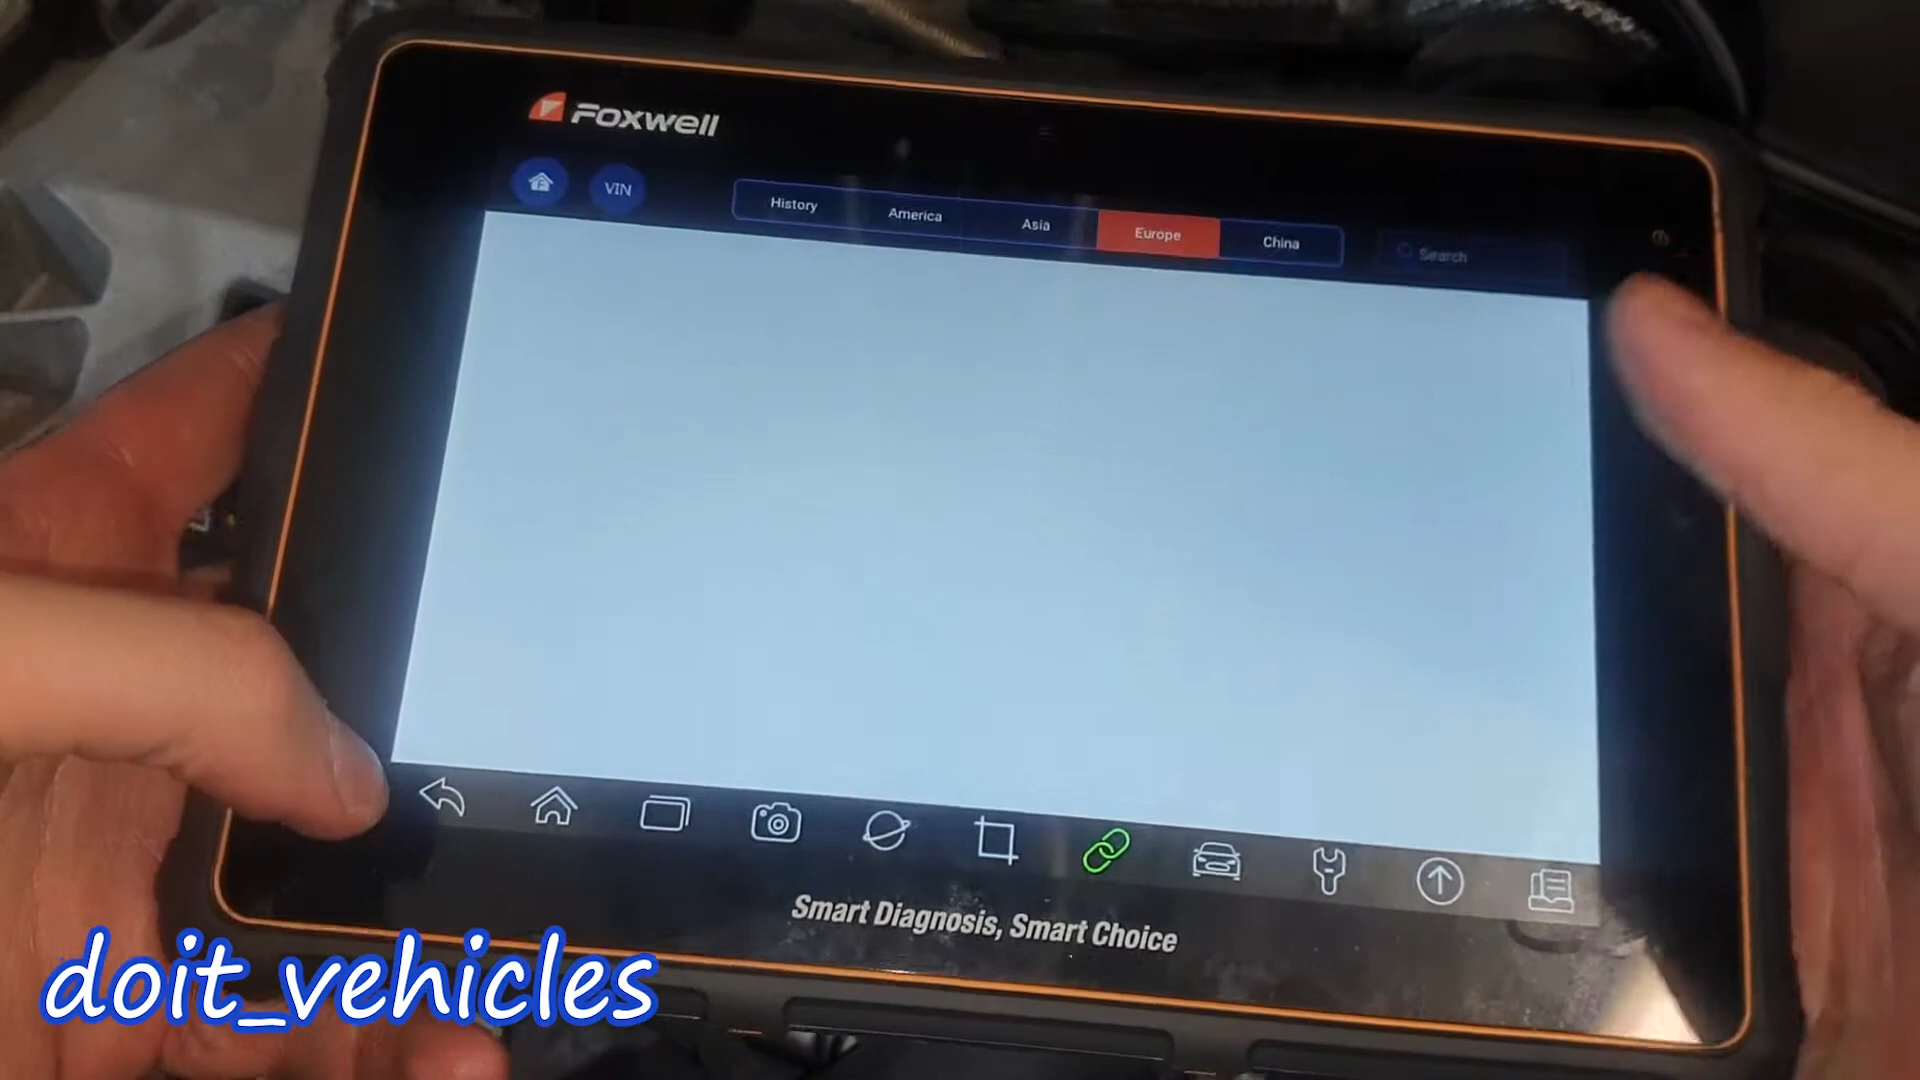 Foxwell
VIN
History
America
Asia
Europe
China
Search
Smart Diagnosis, Smart Choice
doit_vehicles